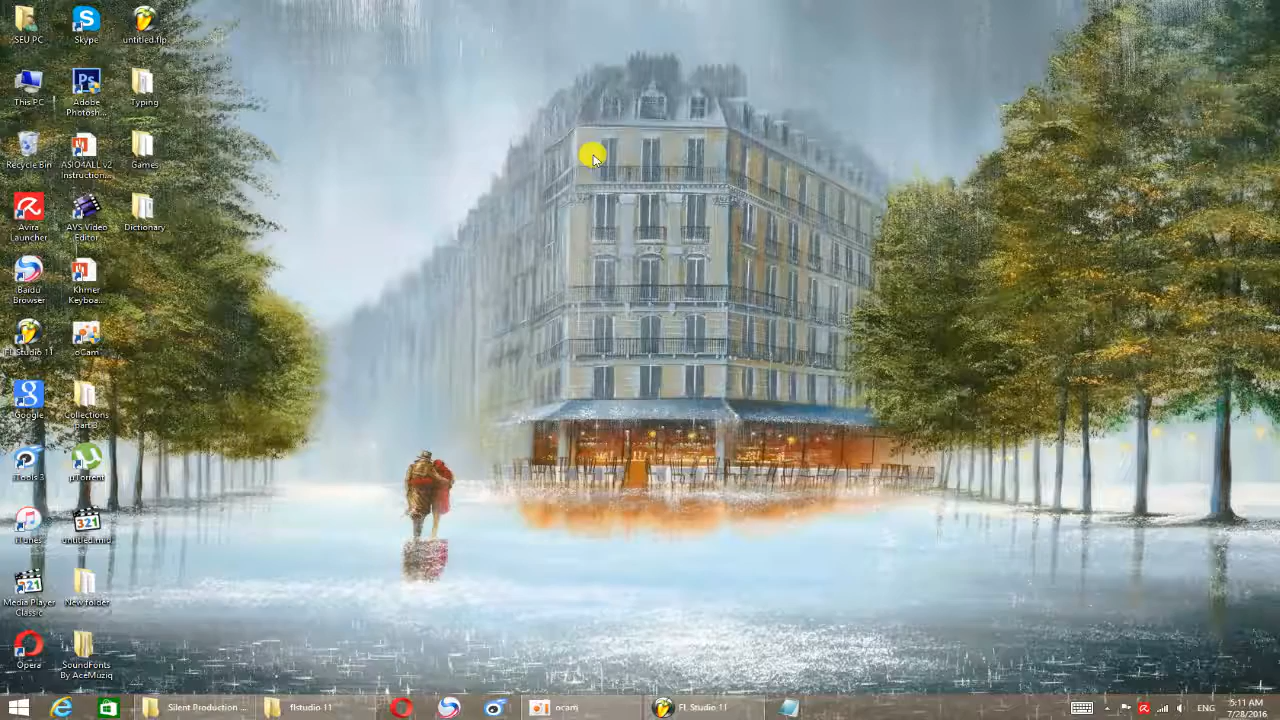 SEU PC
Skype
untitled.flp
This PC
Adobe Photosh...
Typing
Recycle Bin
ASIO4ALL v2 Instruction...
Games
Avira Launcher
AVS Video Editor
Dictionary
Baidu Browser
Khmer Keyboa...
FL Studio 11
oCam
Google
Collections part 3
iTools 3
µTorrent
iTunes
untitled.mid
Media Player Classic
New folder
Opera
SoundFonts By AceMuziq
Silent Production ...
flstudio 11
ocam
FL Studio 11
ENG
5:11 AM
7/28/2016